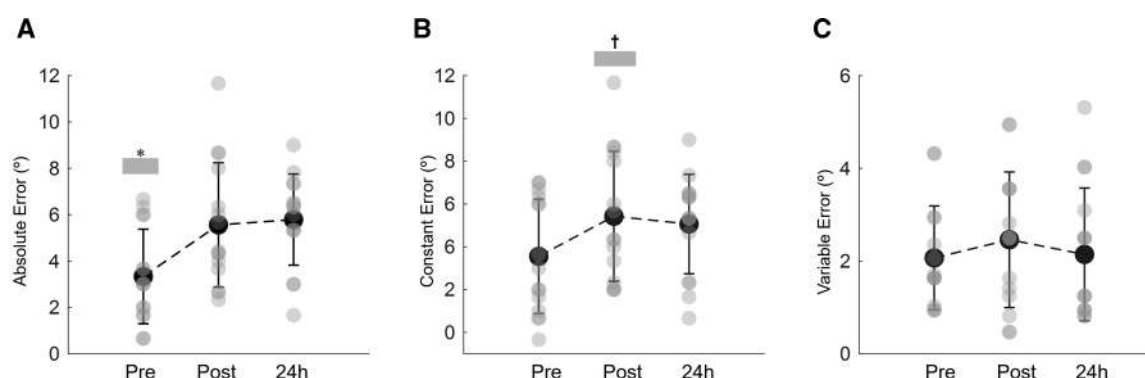 A
Absolute Error (°)
12
10
8
6
4
2
0
*
Pre Post 24h
B
Constant Error (°)
12
10
8
6
6
2
0
†
Pre Post 24h
C
Variable Error (°)
6
4
2
0
Pre Post 24h